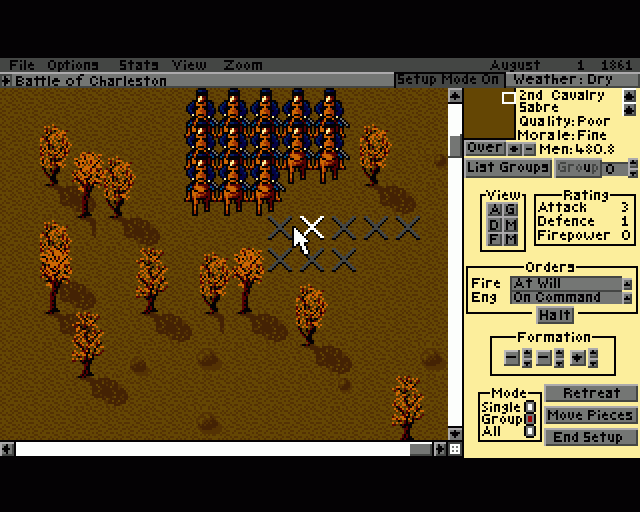 File Options Stats View Zoom August 1 1861
Battle of Charleston Setup Mode On Weather: Dry
2nd Cavalry
Sabre
Quality:Poor
Morale:Fine
Over + - Men:480.8
List Groups Group 0
View Rating
A G Attack 3
D M Defence 1
F M Firepower 0
Orders
Fire At Will
Eng On Command
Halt
Formation
Mode Retreat
Single
Group Move Pieces
All End Setup